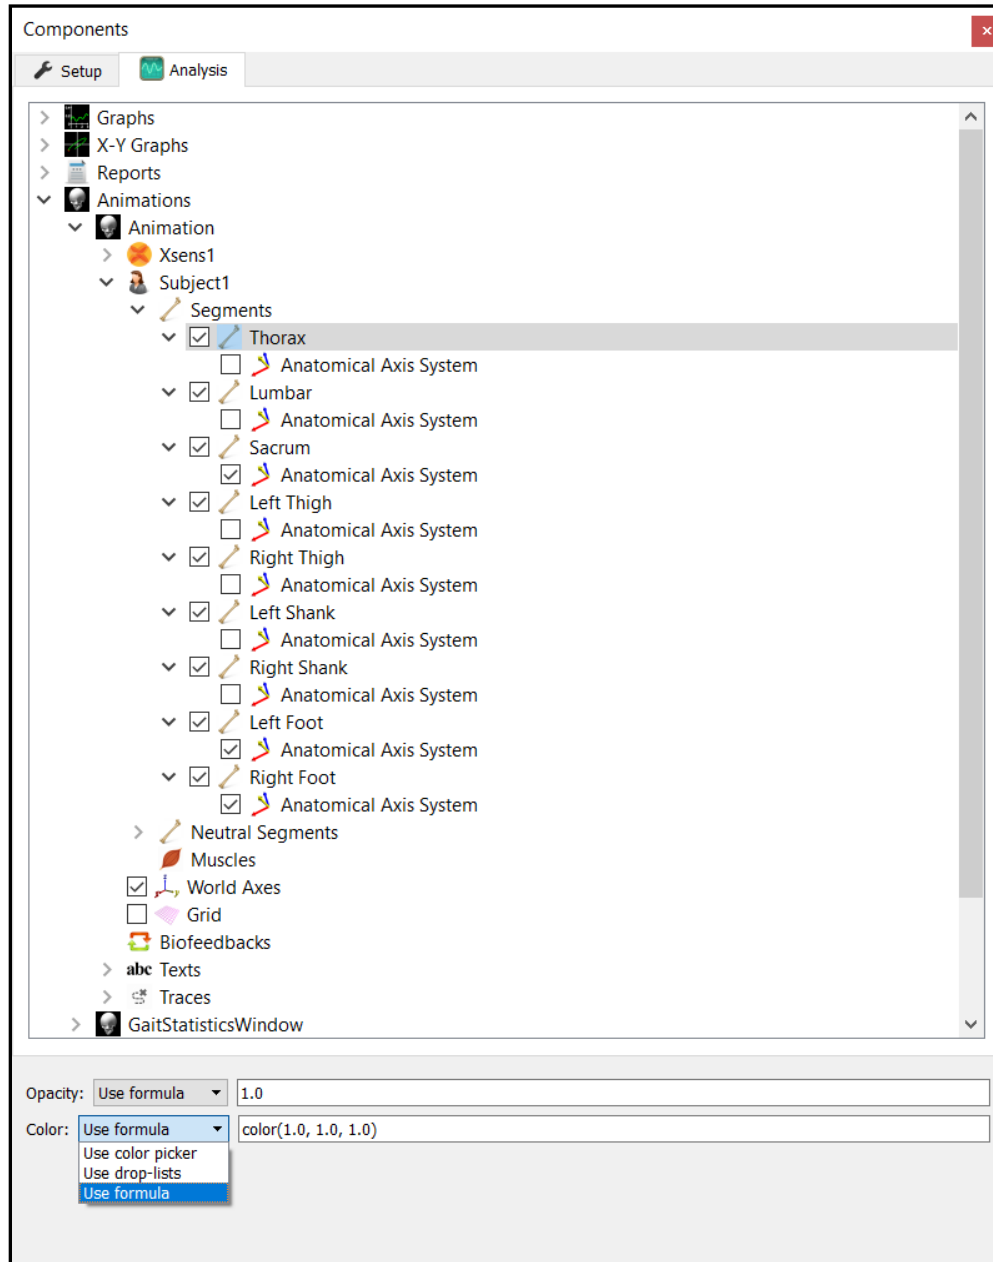 Components
Setup Analysis
Graphs
X-Y Graphs
Reports
Animations
Animation
Xsens1
Subject1
Segments
Thorax
Anatomical Axis System
Lumbar
Anatomical Axis System
Sacrum
Anatomical Axis System
Left Thigh
Anatomical Axis System
Right Thigh
Anatomical Axis System
Left Shank
Anatomical Axis System
Right Shank
Anatomical Axis System
Left Foot
Anatomical Axis System
Right Foot
Anatomical Axis System
Neutral Segments
Muscles
World Axes
Grid
Biofeedbacks
abc Texts
Traces
GaitStatisticsWindow
Opacity: Use formula 1.0
Color: Use formula color(1.0, 1.0, 1.0)
Use color picker
Use drop-lists
Use formula